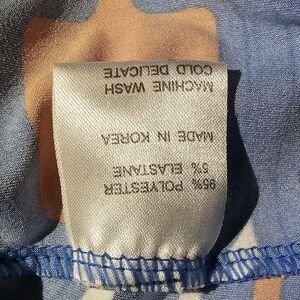 95% POLYESTER
5% ELASTANE
MADE IN KOREA
MACHINE WASH
COLD DELICATE